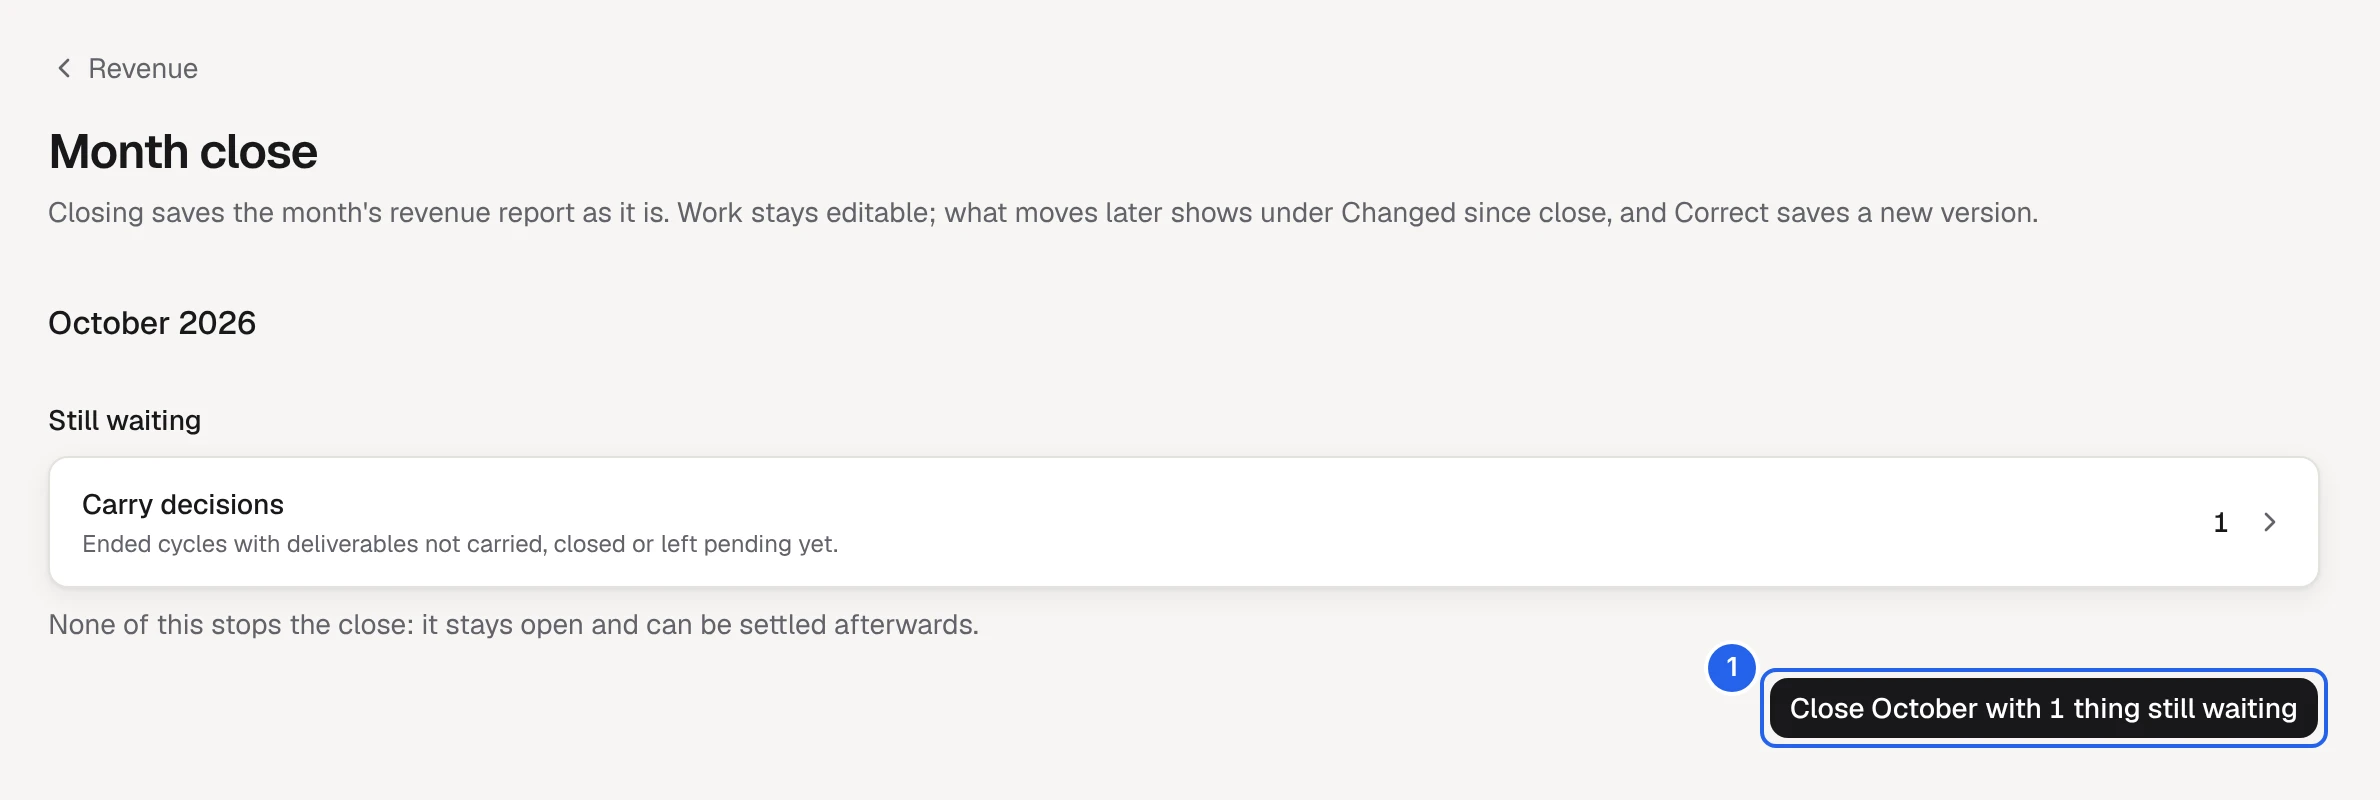 Revenue
Month close
Closing saves the month's revenue report as it is. Work stays editable; what moves later shows under Changed since close, and Correct saves a new version.
October 2026
Still waiting
Carry decisions
Ended cycles with deliverables not carried, closed or left pending yet.
1
None of this stops the close: it stays open and can be settled afterwards.
1
Close October with 1 thing still waiting